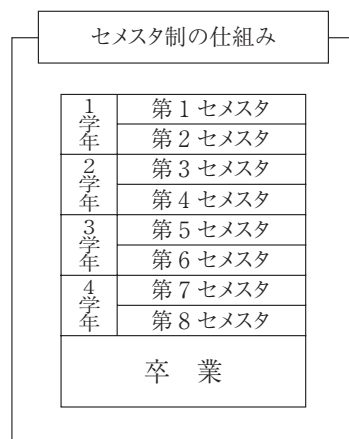 セメスタ制の仕組み
1学年
第1セメスタ
第2セメスタ
2学年
第3セメスタ
第4セメスタ
3学年
第5セメスタ
第6セメスタ
4学年
第7セメスタ
第8セメスタ
卒 業